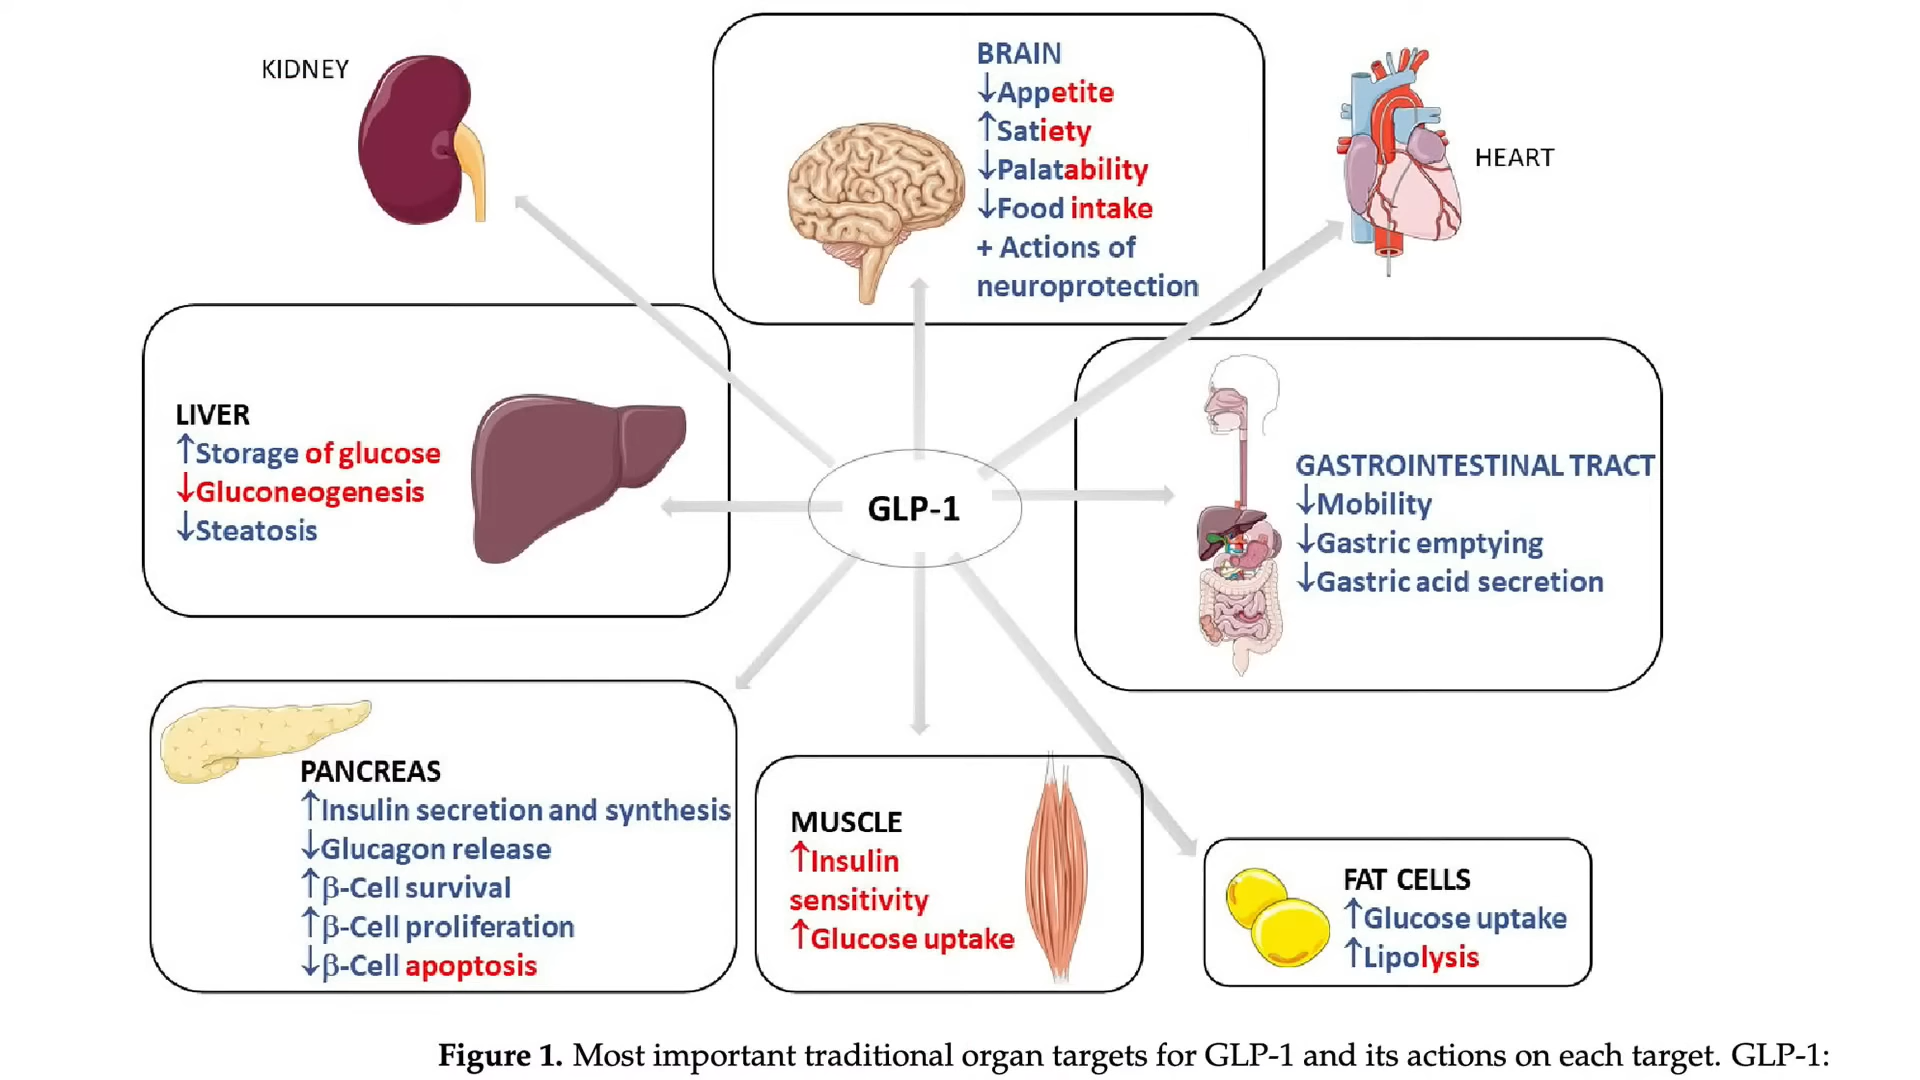 KIDNEY
BRAIN
↓Appetite
↑Satiety
↓Palatability
↓Food intake
+ Actions of
neuroprotection
HEART
LIVER
↑Storage of glucose
↓Gluconeogenesis
↓Steatosis
GLP-1
GASTROINTESTINAL TRACT
↓Mobility
↓Gastric emptying
↓Gastric acid secretion
PANCREAS
↑Insulin secretion and synthesis
↓Glucagon release
↑β-Cell survival
↑β-Cell proliferation
↓β-Cell apoptosis
MUSCLE
↑Insulin
sensitivity
↑Glucose uptake
FAT CELLS
↑Glucose uptake
↑Lipolysis
Figure 1. Most important traditional organ targets for GLP-1 and its actions on each target. GLP-1: